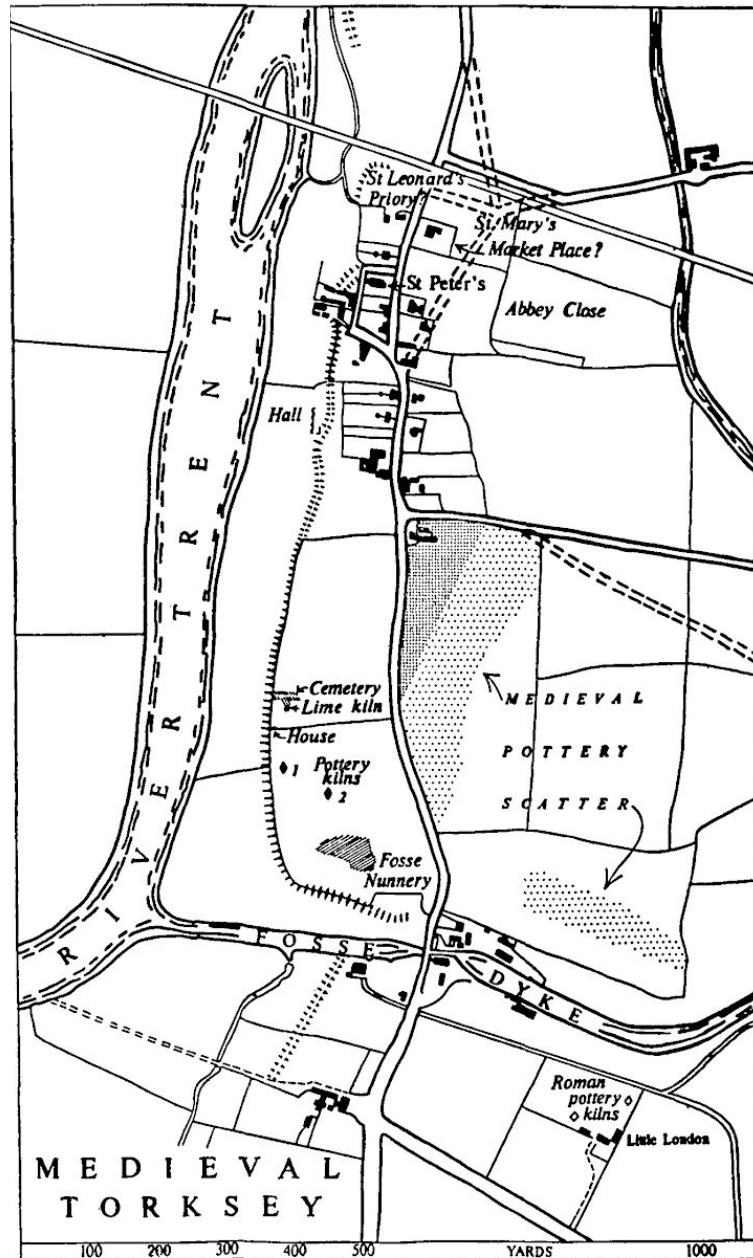 St Leonard's
Priory?
St. Mary's
Market Place?
St Peter's
Abbey Close
Hall
RIVER TRENT
Cemetery
Lime kiln
House
1 Pottery
kilns
2
MEDIEVAL
POTTERY
SCATTER
Fosse
Nunnery
FOSSE DYKE
Roman
pottery
kilns
Little London
MEDIEVAL
TORKSEY
100 200 300 400 500 YARDS 1000